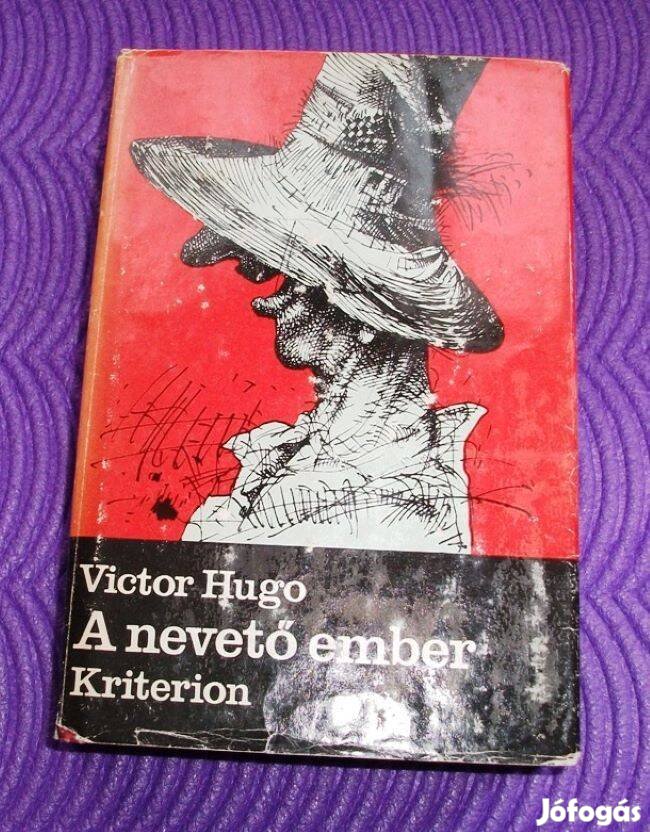 Victor Hugo
A nevető ember
Kriterion
Jófogás